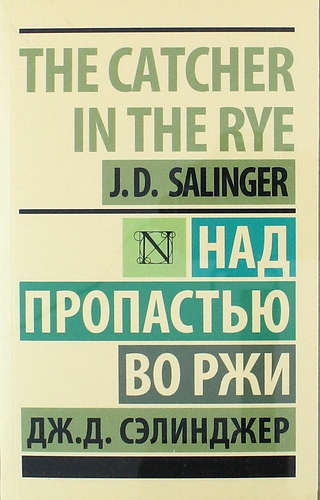 THE CATCHER
IN THE RYE
J.D. SALINGER
N НАД
ПРОПАСТЬЮ
ВО РЖИ
ДЖ.Д. СЭЛИНДЖЕР